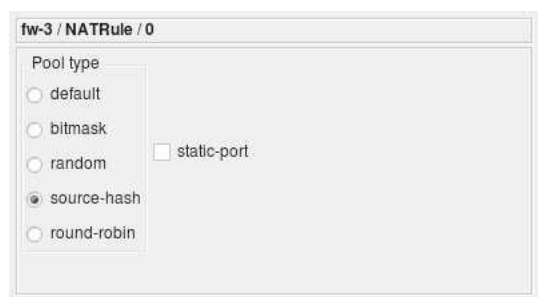 fw-3 / NATRule / 0
Pool type
default
bitmask
random
static-port
source-hash
round-robin